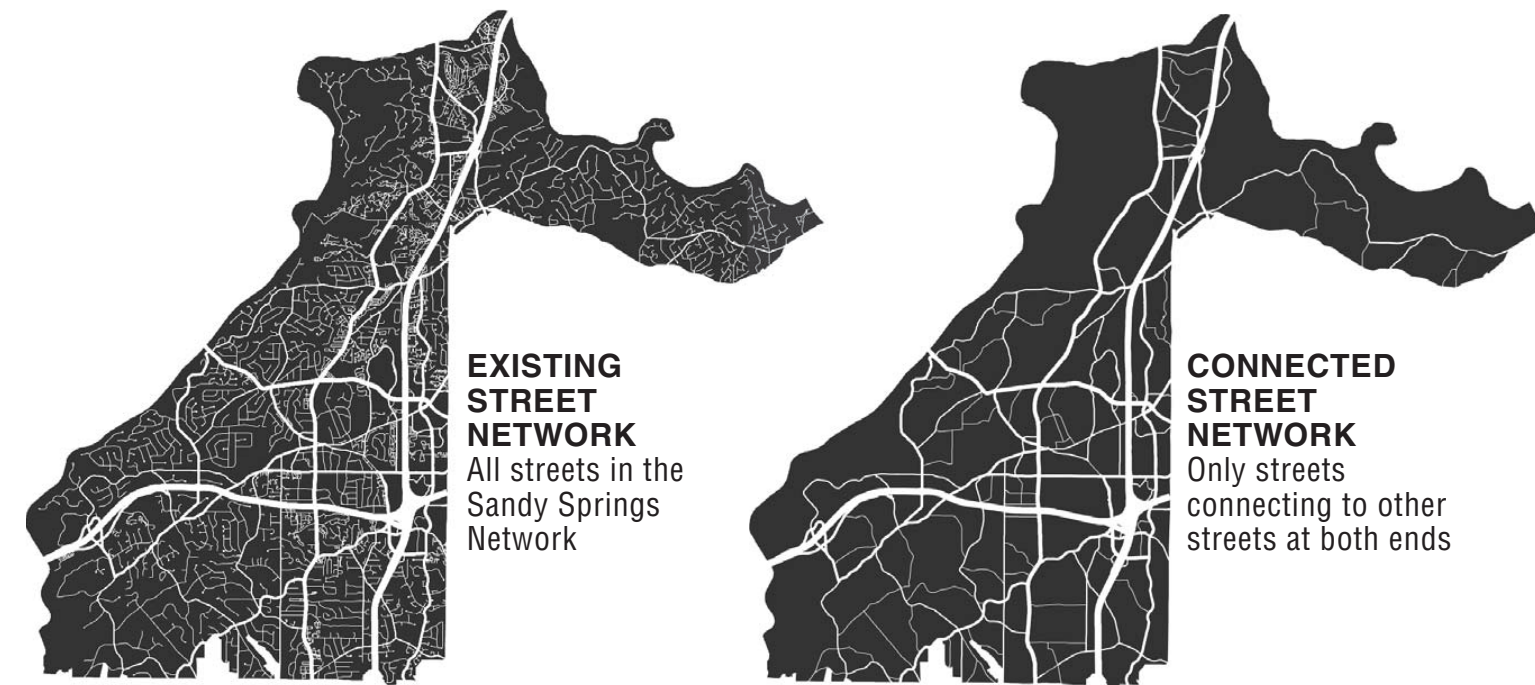 EXISTING
STREET
NETWORK
All streets in the
Sandy Springs
Network
CONNECTED
STREET
NETWORK
Only streets
connecting to other
streets at both ends